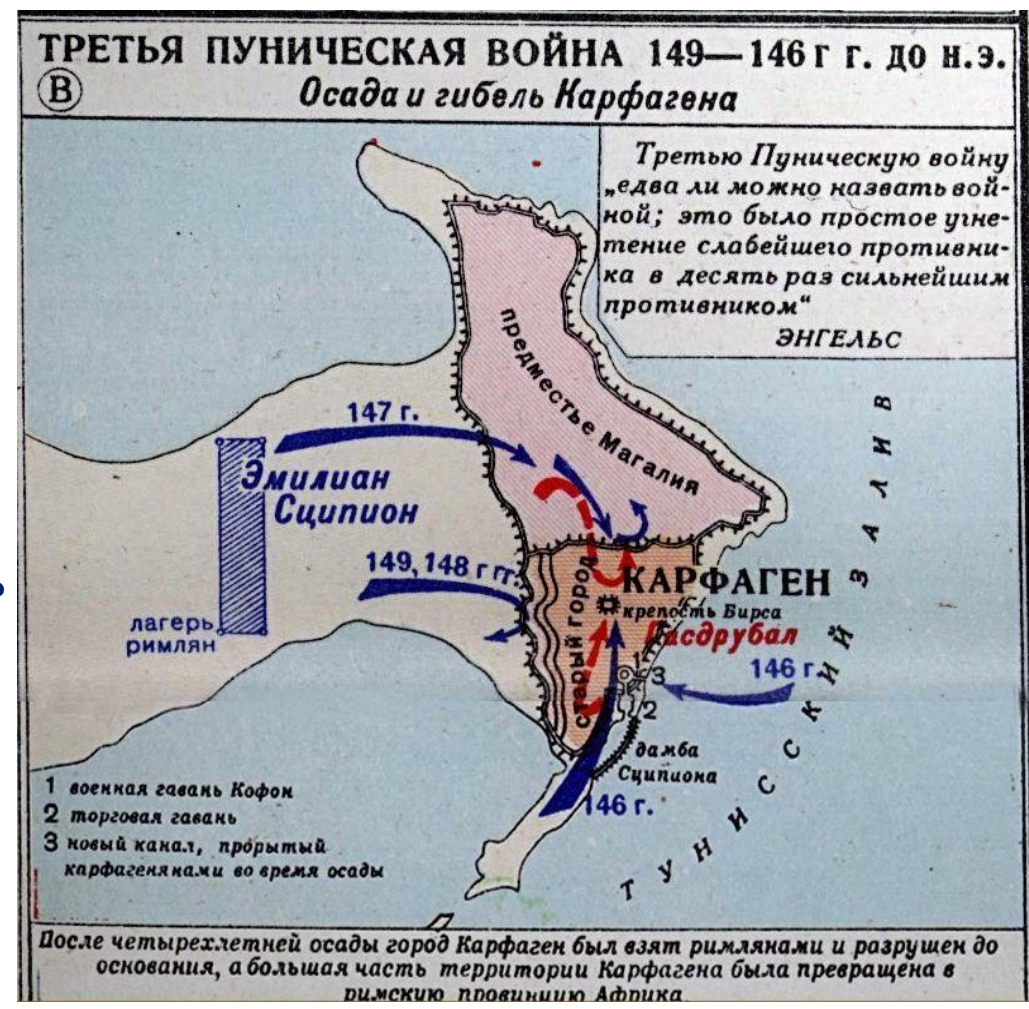 ТРЕТЬЯ ПУНИЧЕСКАЯ ВОЙНА 149—146 г г. до н.э.
В
Осада и гибель Карфагена
Третью Пуническую войну
„едва ли можно назвать вой-
ной; это было простое угне-
тение слабейшего противни-
ка в десять раз сильнейшим
противником“
ЭНГЕЛЬС
предместье Магалия
147 г.
Эмилиан
Сципион
149, 148 г гг.
лагерь
римлян
старый город
КАРФАГЕН
крепость Бирса
Гасдрубал
146 г.
1
3
2
дамба
Сципиона
146 г.
ТУНИССКИЙ ЗАЛИВ
1 военная гавань Кофон
2 торговая гавань
3 новый канал, прорытый
карфагенянами во время осады
После четырехлетней осады город Карфаген был взят римлянами и разрушен до
основания, а большая часть территории Карфагена была превращена в
римскую провинцию Африка